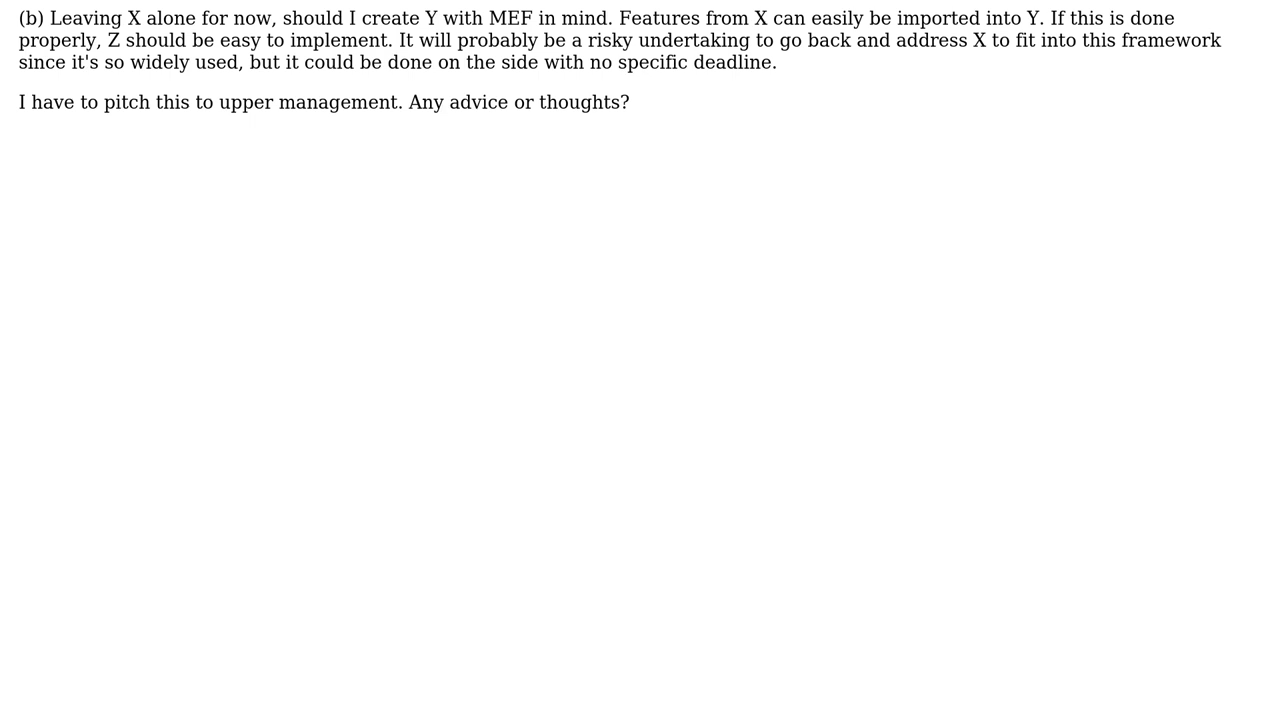 (b) Leaving X alone for now, should I create Y with MEF in mind. Features from X can easily be imported into Y. If this is done
properly, Z should be easy to implement. It will probably be a risky undertaking to go back and address X to fit into this framework
since it's so widely used, but it could be done on the side with no specific deadline.
I have to pitch this to upper management. Any advice or thoughts?